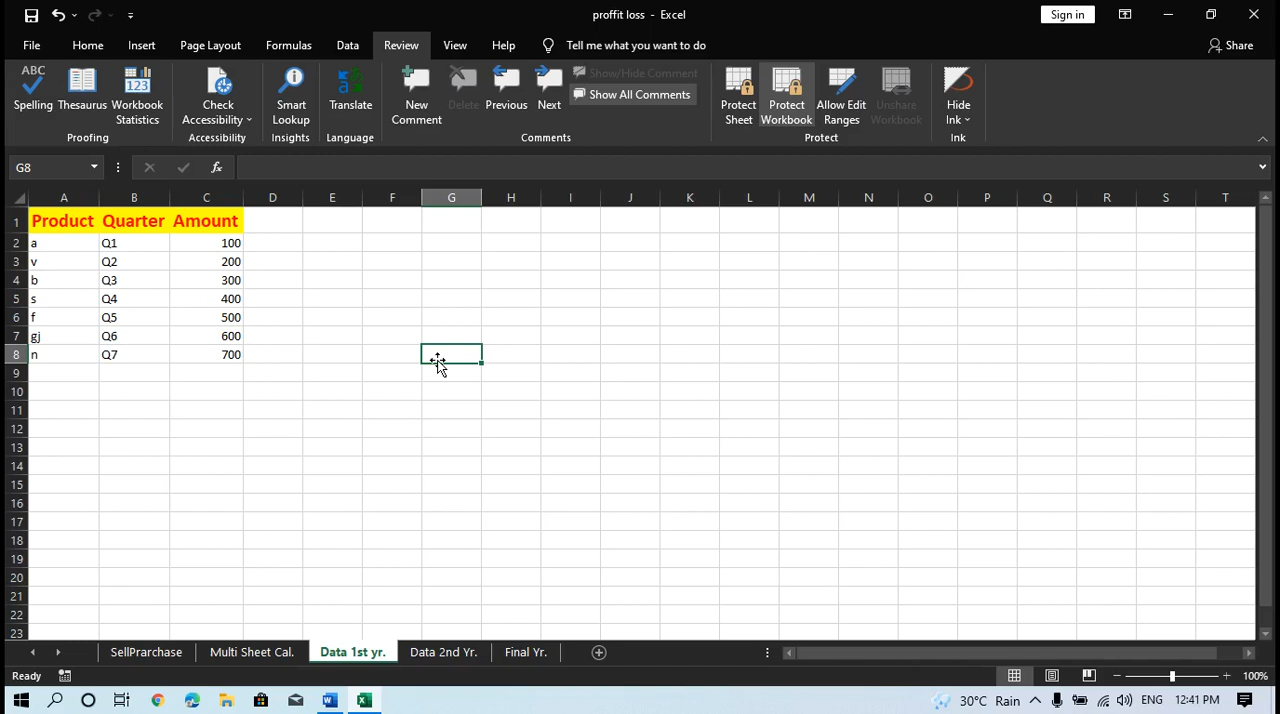 proffit loss - Excel
Sign in
File Home Insert Page Layout Formulas Data Review View Help Tell me what you want to do Share
ABC
123
Spelling Thesaurus Workbook Statistics
Check Accessibility
Smart Lookup
Translate
New Comment
Delete Previous Next
Show/Hide Comment
Show All Comments
Protect Sheet
Protect Workbook
Allow Edit Ranges
Unshare Workbook
Hide Ink
Proofing Accessibility Insights Language Comments Protect Ink
G8 fx
A B C D E F G H I J K L M N O P Q R S T
1 Product Quarter Amount
2 a Q1 100
3 v Q2 200
4 b Q3 300
5 s Q4 400
6 f Q5 500
7 gj Q6 600
8 n Q7 700
9
10
11
12
13
14
15
16
17
18
19
20
21
22
23
SellPrarchase Multi Sheet Cal. Data 1st yr. Data 2nd Yr. Final Yr.
Ready 100%
30°C Rain ENG 12:41 PM